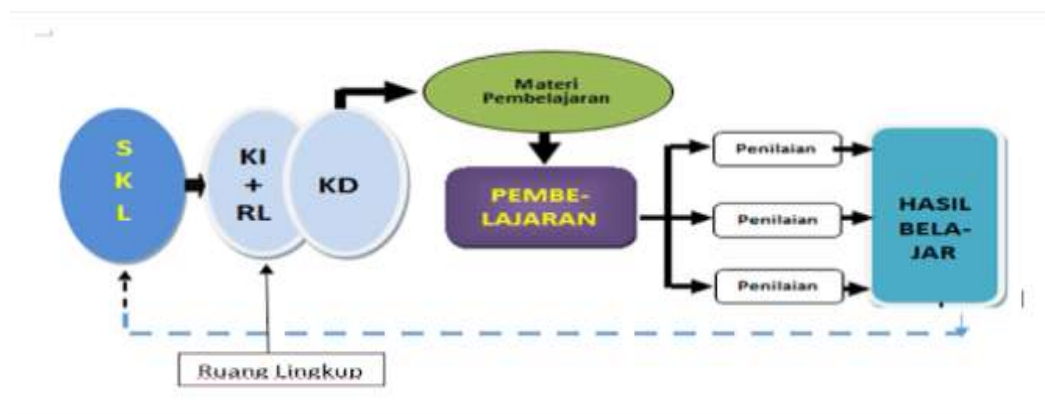 S
K
L
KI
+
RL
KD
Materi
Pembelajaran
PEMBE-
LAJARAN
Penilaian
Penilaian
Penilaian
HASIL
BELA-
JAR
Ruang Lingkup